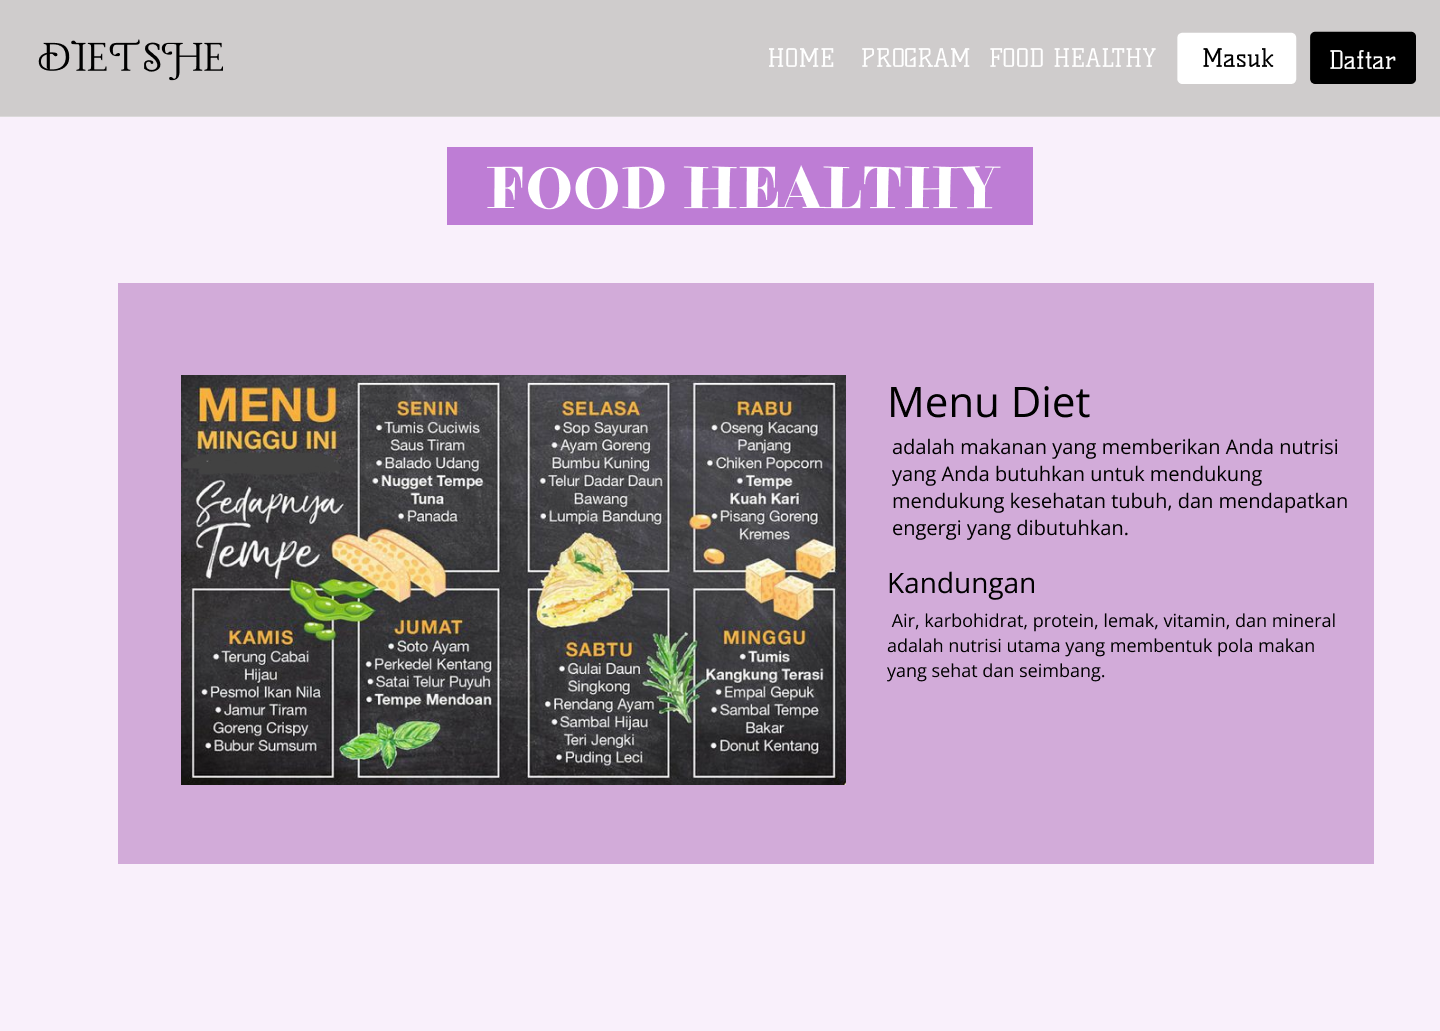 DIETSHE
HOME PROGRAM FOOD HEALTHY Masuk Daftar
FOOD HEALTHY
MENU
MINGGU INI
Sedapnya
Tempe
SENIN
•Tumis Cuciwis
Saus Tiram
•Balado Udang
•Nugget Tempe
Tuna
•Panada
SELASA
•Sop Sayuran
•Ayam Goreng
Bumbu Kuning
•Telur Dadar Daun
Bawang
•Lumpia Bandung
RABU
•Oseng Kacang
Panjang
•Chiken Popcorn
•Tempe
Kuah Kari
•Pisang Goreng
Kremes
KAMIS
•Terung Cabai
Hijau
•Pesmol Ikan Nila
•Jamur Tiram
Goreng Crispy
•Bubur Sumsum
JUMAT
•Soto Ayam
•Perkedel Kentang
•Satai Telur Puyuh
•Tempe Mendoan
SABTU
•Gulai Daun
Singkong
•Rendang Ayam
•Sambal Hijau
Teri Jengki
•Puding Leci
MINGGU
•Tumis
Kangkung Terasi
•Empal Gepuk
•Sambal Tempe
Bakar
•Donut Kentang
Menu Diet
adalah makanan yang memberikan Anda nutrisi
yang Anda butuhkan untuk mendukung
mendukung kesehatan tubuh, dan mendapatkan
engergi yang dibutuhkan.
Kandungan
Air, karbohidrat, protein, lemak, vitamin, dan mineral
adalah nutrisi utama yang membentuk pola makan
yang sehat dan seimbang.